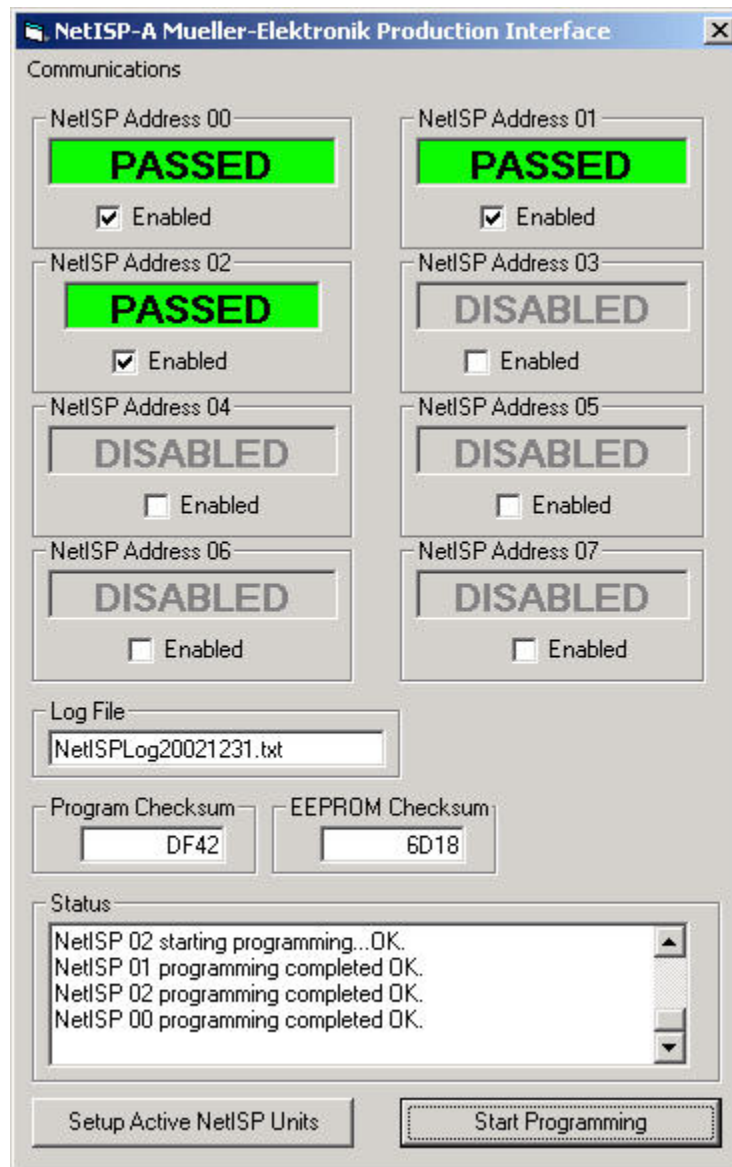 NetISP-A Mueller-Elektronik Production Interface
Communications
NetISP Address 00
PASSED
Enabled
NetISP Address 01
PASSED
Enabled
NetISP Address 02
PASSED
Enabled
NetISP Address 03
DISABLED
Enabled
NetISP Address 04
DISABLED
Enabled
NetISP Address 05
DISABLED
Enabled
NetISP Address 06
DISABLED
Enabled
NetISP Address 07
DISABLED
Enabled
Log File
NetISPLog20021231.txt
Program Checksum
DF42
EEPROM Checksum
6D18
Status
NetISP 02 starting programming...OK.
NetISP 01 programming completed OK.
NetISP 02 programming completed OK.
NetISP 00 programming completed OK.
Setup Active NetISP Units
Start Programming